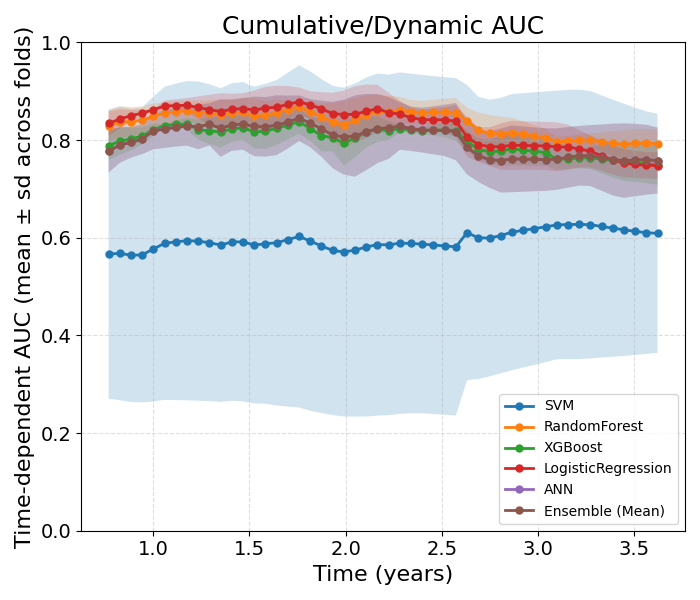 Cumulative/Dynamic AUC
Time-dependent AUC (mean ± sd across folds)
1.0
0.8
0.6
0.4
0.2
0.0
SVM
RandomForest
XGBoost
LogisticRegression
ANN
Ensemble (Mean)
1.0 1.5 2.0 2.5 3.0 3.5
Time (years)